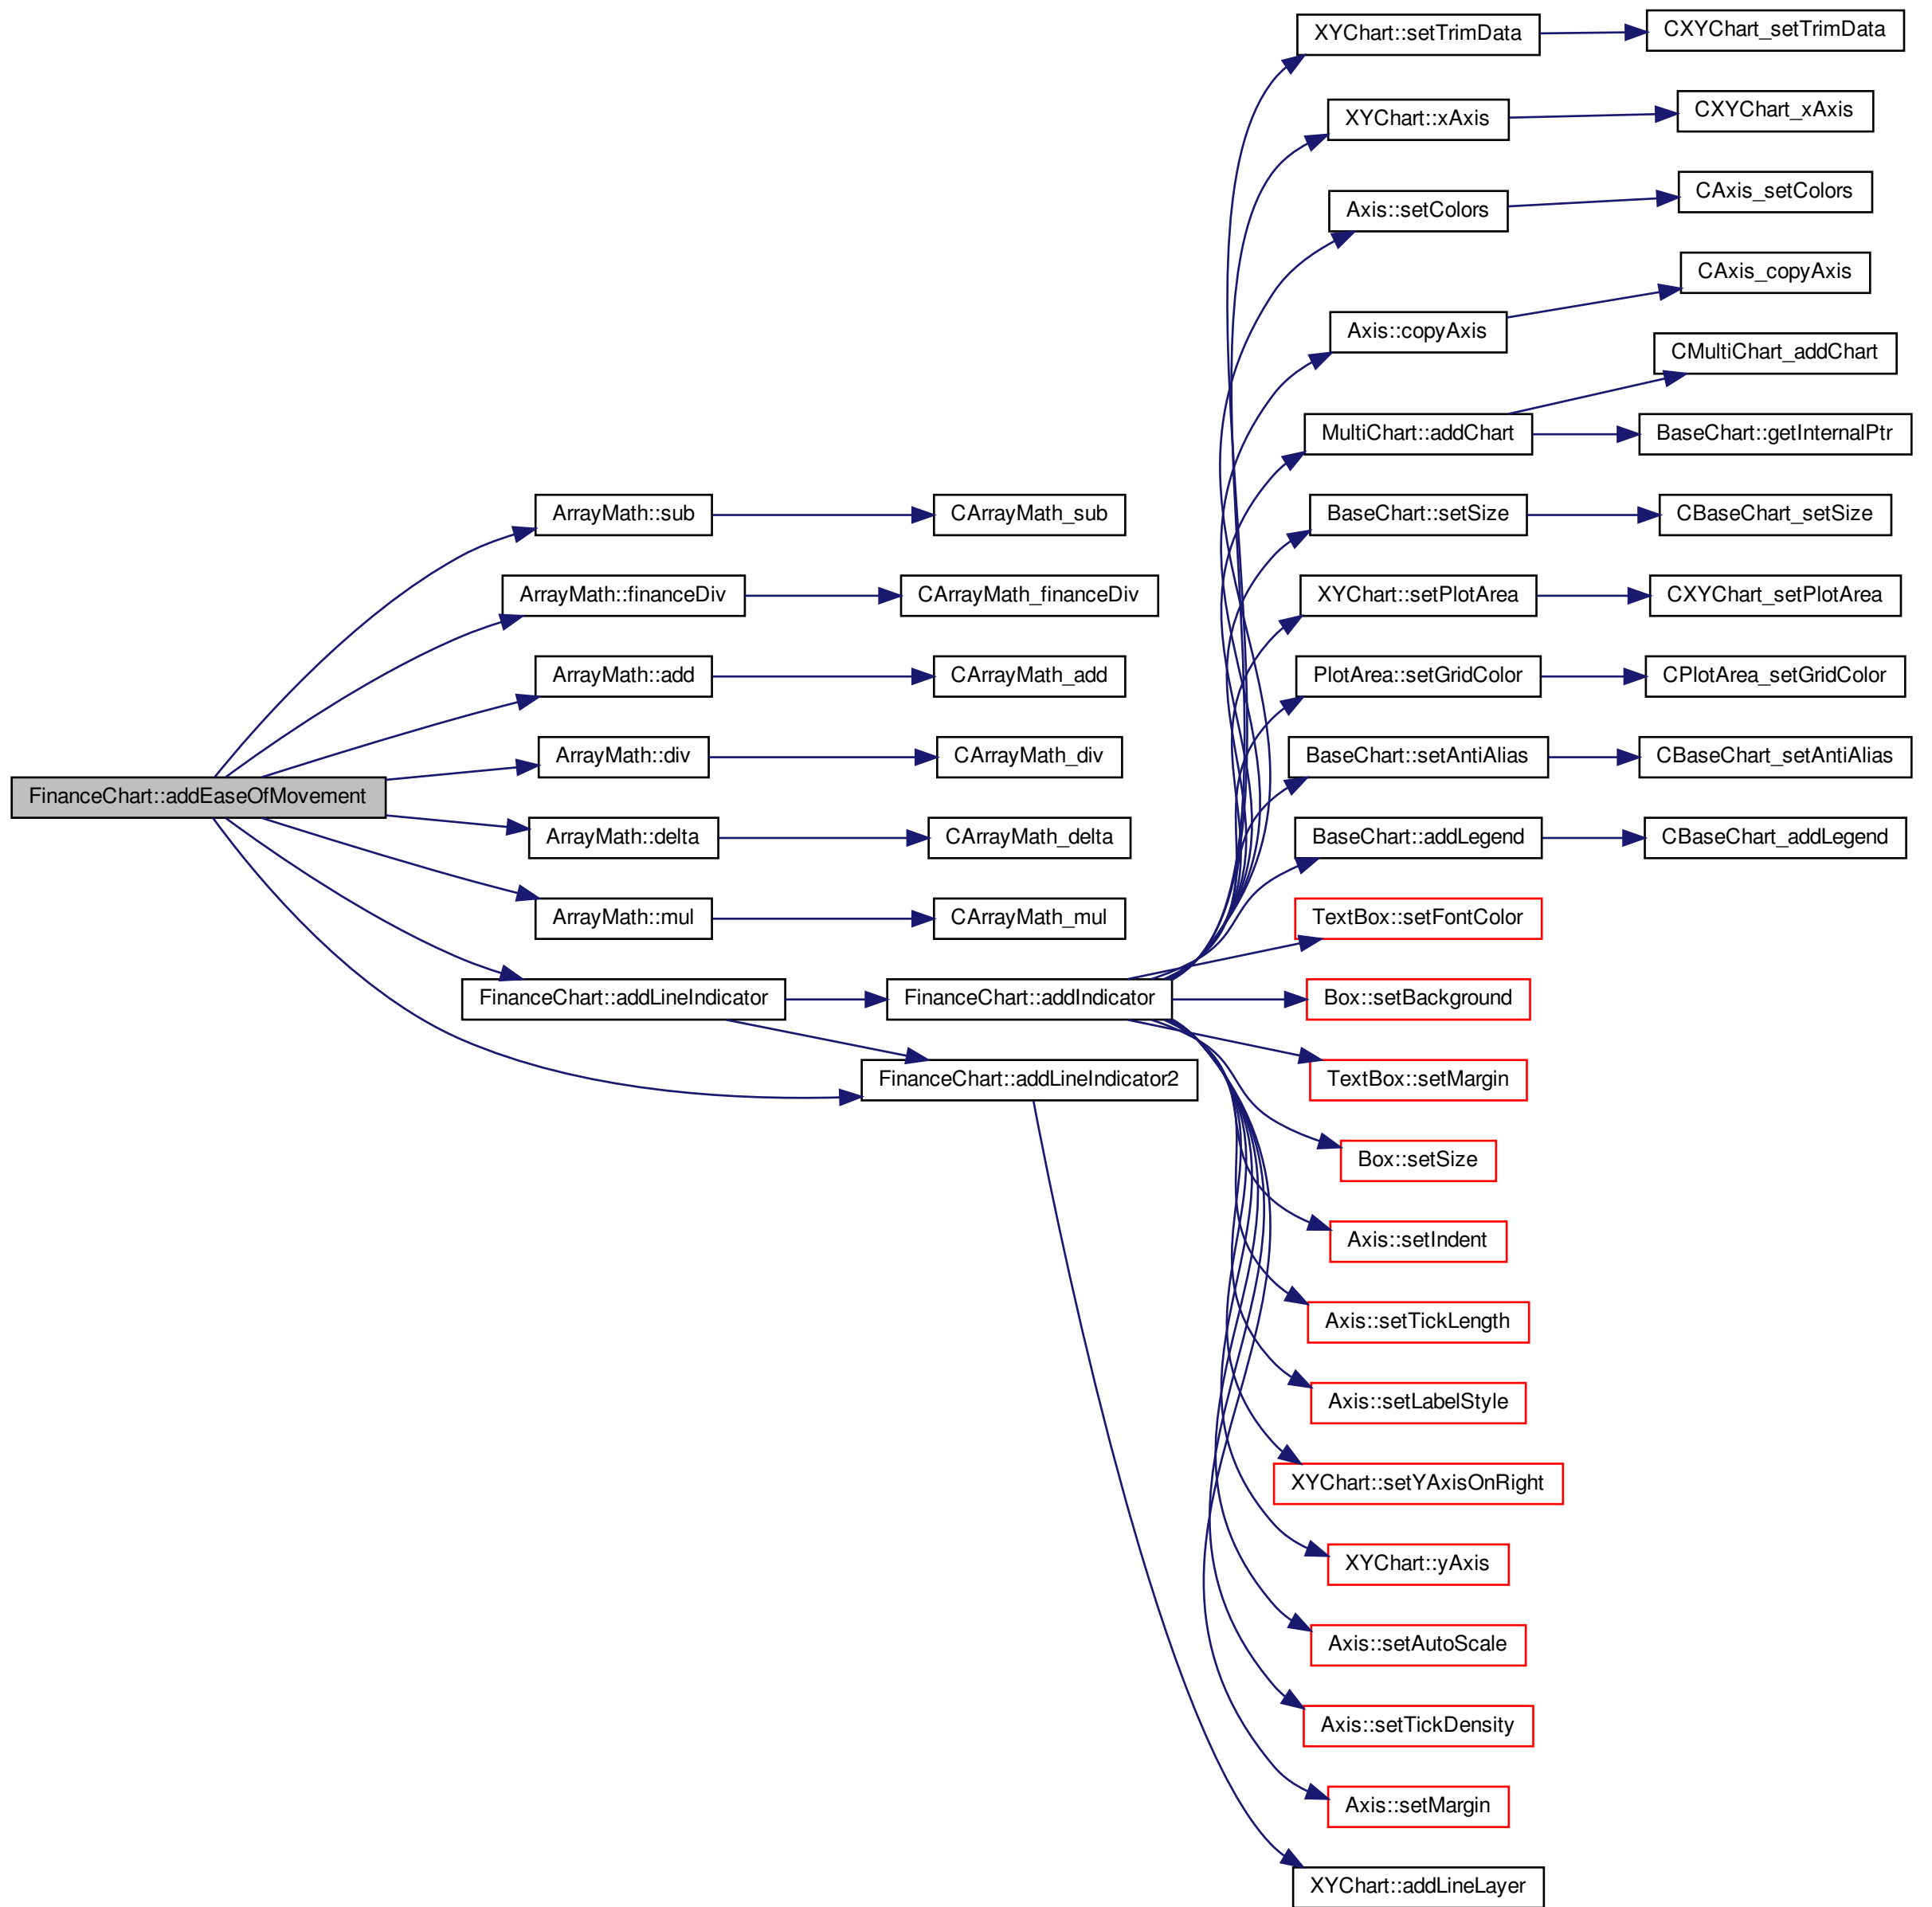 XYChart::setTrimData
CXYChart_setTrimData
XYChart::xAxis
CXYChart_xAxis
Axis::setColors
CAxis_setColors
Axis::copyAxis
CAxis_copyAxis
CMultiChart_addChart
MultiChart::addChart
BaseChart::getInternalPtr
ArrayMath::sub
CArrayMath_sub
BaseChart::setSize
CBaseChart_setSize
ArrayMath::financeDiv
CArrayMath_financeDiv
XYChart::setPlotArea
CXYChart_setPlotArea
ArrayMath::add
CArrayMath_add
PlotArea::setGridColor
CPlotArea_setGridColor
ArrayMath::div
CArrayMath_div
BaseChart::setAntiAlias
CBaseChart_setAntiAlias
FinanceChart::addEaseOfMovement
ArrayMath::delta
CArrayMath_delta
BaseChart::addLegend
CBaseChart_addLegend
ArrayMath::mul
CArrayMath_mul
TextBox::setFontColor
FinanceChart::addLineIndicator
FinanceChart::addIndicator
Box::setBackground
FinanceChart::addLineIndicator2
TextBox::setMargin
Box::setSize
Axis::setIndent
Axis::setTickLength
Axis::setLabelStyle
XYChart::setYAxisOnRight
XYChart::yAxis
Axis::setAutoScale
Axis::setTickDensity
Axis::setMargin
XYChart::addLineLayer